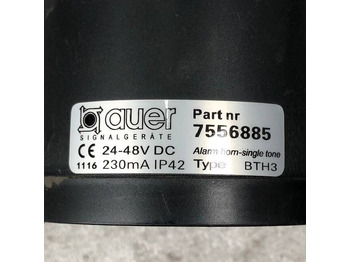 auer
SIGNALGERÄTE
Part nr
7556885
CE 24-48V DC
Alarm horn-single tone
1116 230mA IP42 Type BTH3